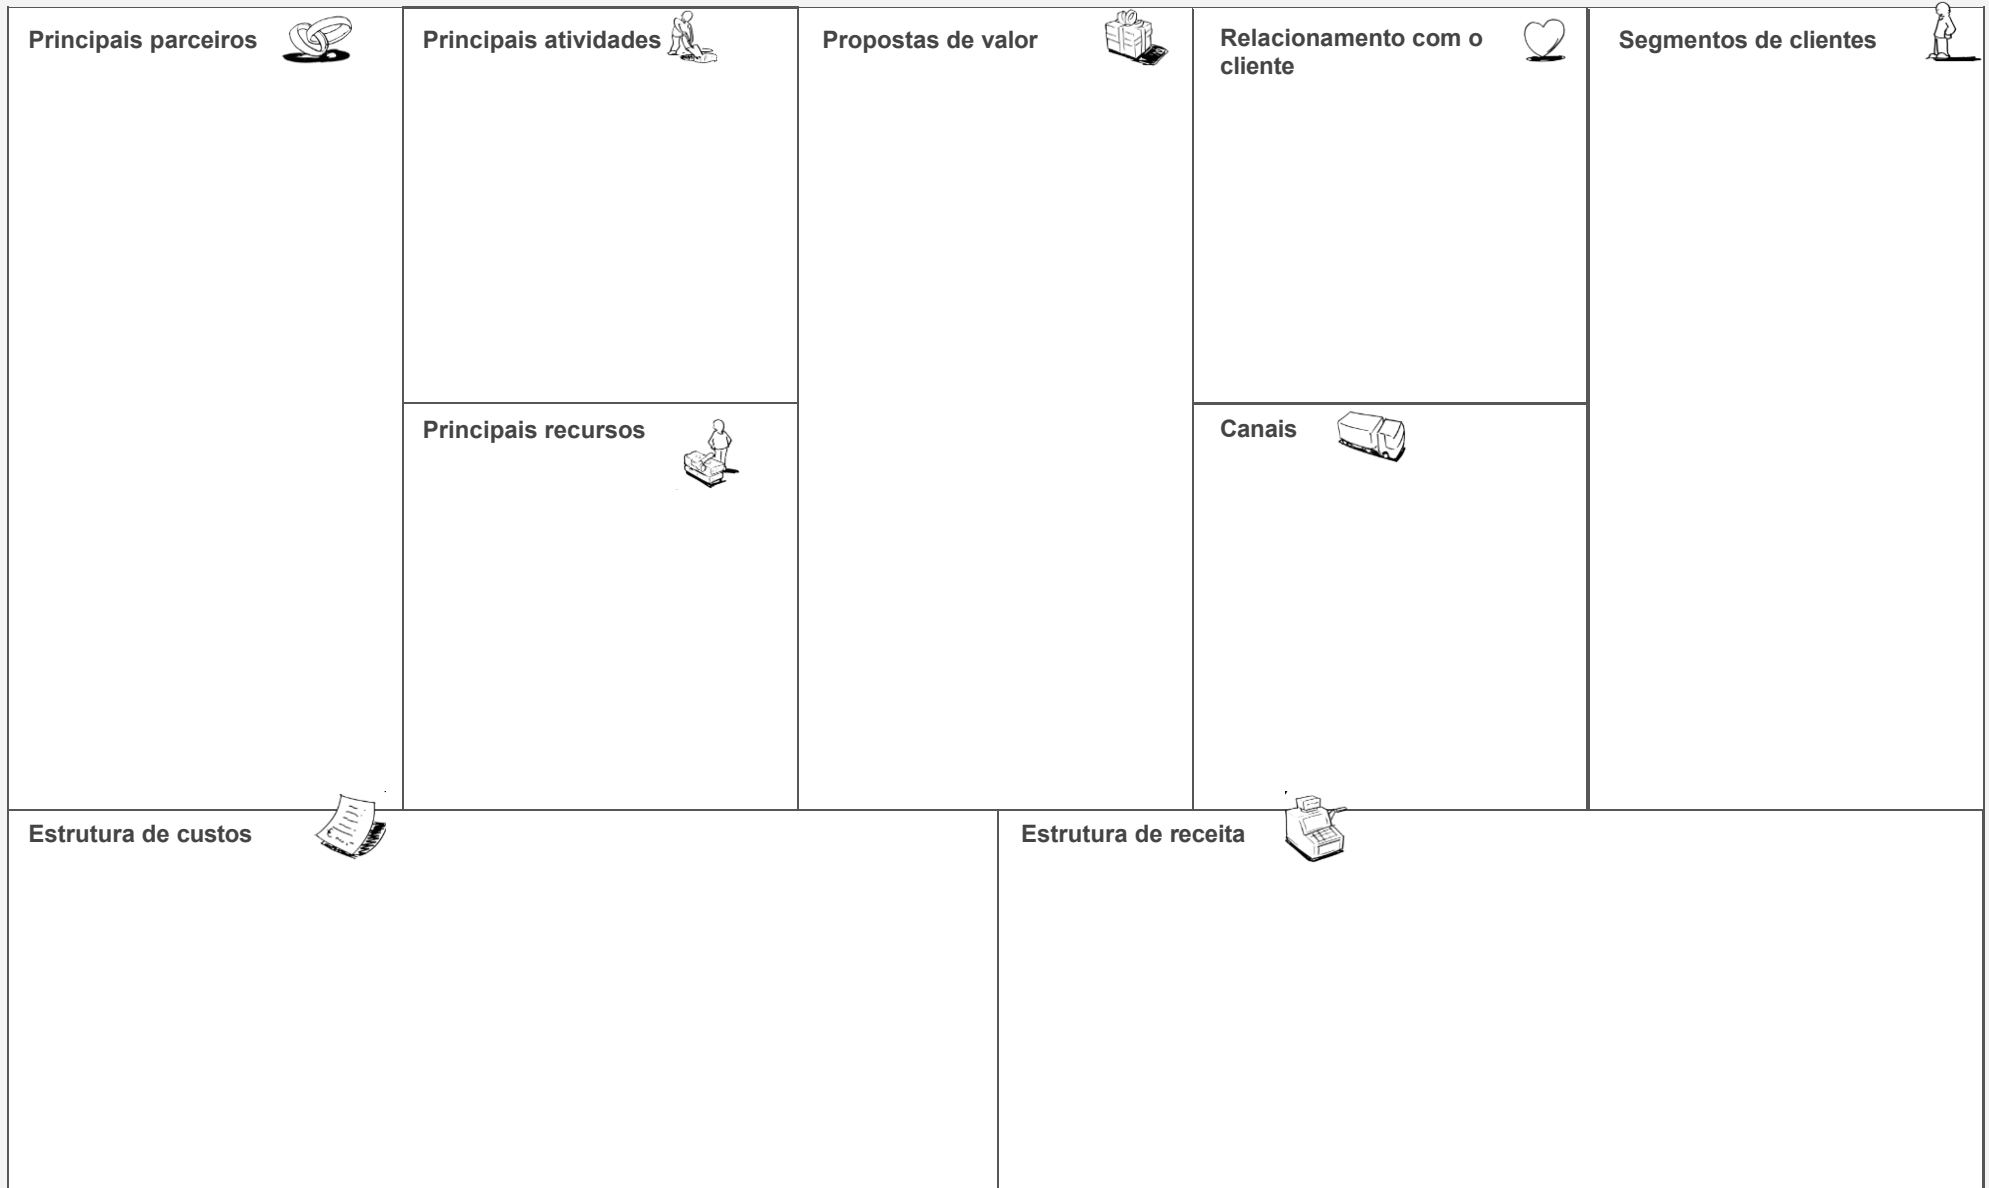 Principais parceiros
Principais atividades
Propostas de valor
Relacionamento com o
cliente
Segmentos de clientes
Principais recursos
Canais
Estrutura de custos
Estrutura de receita